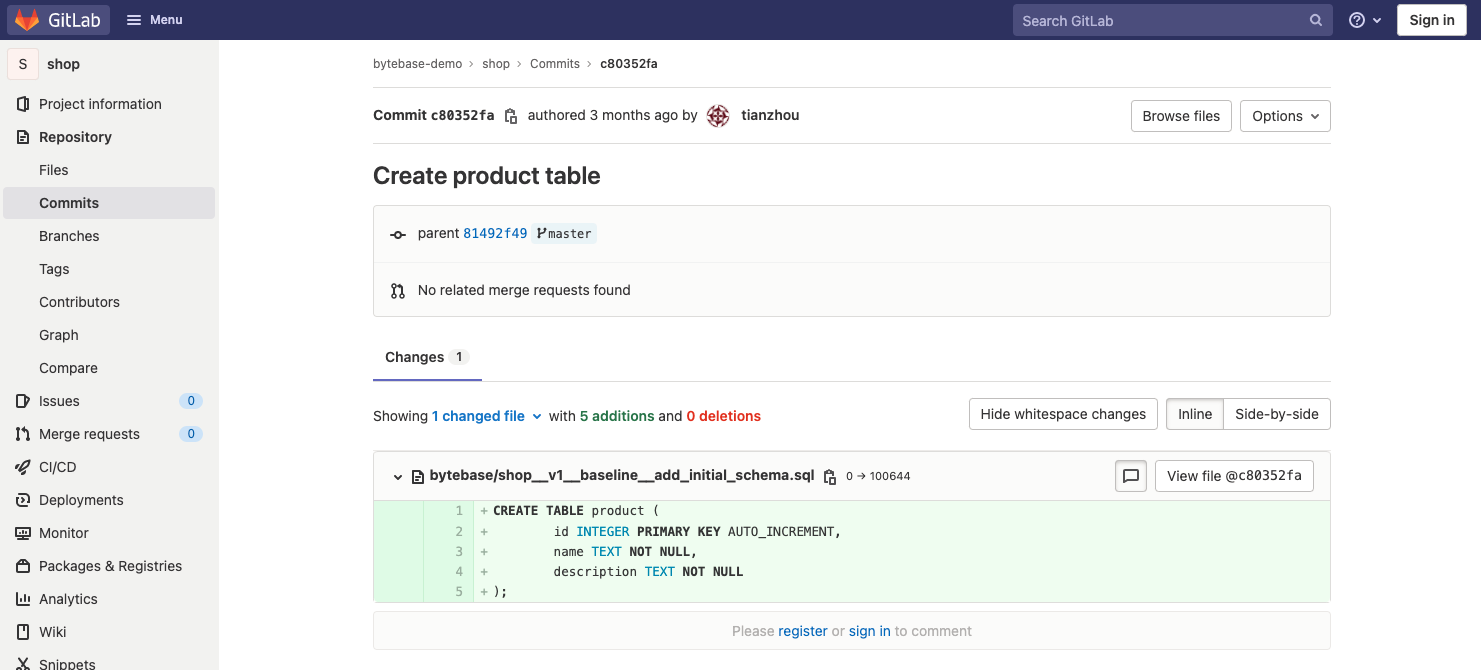 GitLab
Menu
Search GitLab
Sign in
S shop
Project information
Repository
Files
Commits
Branches
Tags
Contributors
Graph
Compare
Issues 0
Merge requests 0
CI/CD
Deployments
Monitor
Packages & Registries
Analytics
Wiki
Snippets
bytebase-demo › shop › Commits › c80352fa
Commit c80352fa authored 3 months ago by tianzhou
Browse files
Options
Create product table
parent 81492f49 master
No related merge requests found
Changes 1
Showing 1 changed file with 5 additions and 0 deletions
Hide whitespace changes
Inline
Side-by-side
bytebase/shop__v1__baseline__add_initial_schema.sql 0 → 100644
View file @c80352fa
1 + CREATE TABLE product (
2 + id INTEGER PRIMARY KEY AUTO_INCREMENT,
3 + name TEXT NOT NULL,
4 + description TEXT NOT NULL
5 + );
Please register or sign in to comment